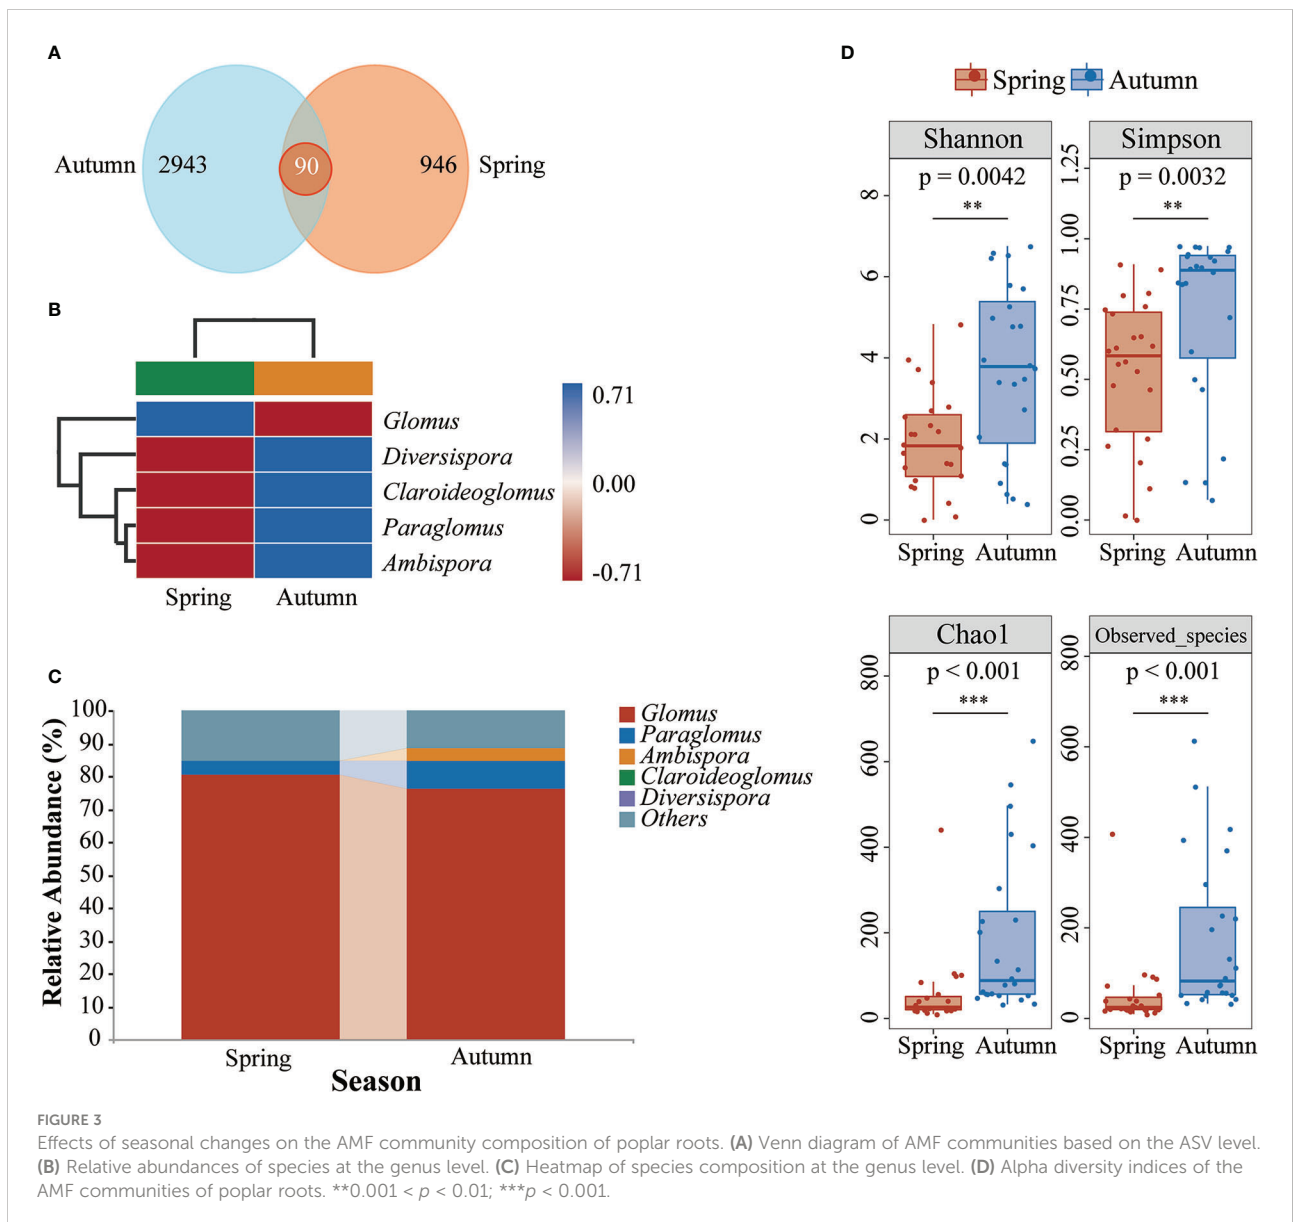 A
Autumn 2943 90 946 Spring
B
Glomus
Diversispora
Claroideoglomus
Paraglomus
Ambispora
Spring Autumn
0.71
0.00
-0.71
C
Relative Abundance (%)
100
90
80
70
60
50
40
30
20
10
0
Spring Autumn
Season
Glomus
Paraglomus
Ambispora
Claroideoglomus
Diversispora
Others
D
Spring Autumn
Shannon
p = 0.0042
**
8
6
4
2
0
Spring Autumn
Simpson
p = 0.0032
**
1.25
1.00
0.75
0.50
0.25
0.00
Spring Autumn
Chao1
p < 0.001
***
800
600
400
200
0
Spring Autumn
Observed_species
p < 0.001
***
800
600
400
200
0
Spring Autumn
FIGURE 3
Effects of seasonal changes on the AMF community composition of poplar roots. (A) Venn diagram of AMF communities based on the ASV level.
(B) Relative abundances of species at the genus level. (C) Heatmap of species composition at the genus level. (D) Alpha diversity indices of the
AMF communities of poplar roots. **0.001 < p < 0.01; ***p < 0.001.